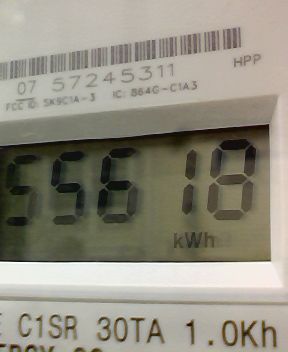 HPP
07 57245311
FCC ID: SK9C1A-3 IC: 864G-C1A3
55618
kWh
C1SR 30TA 1.0Kh